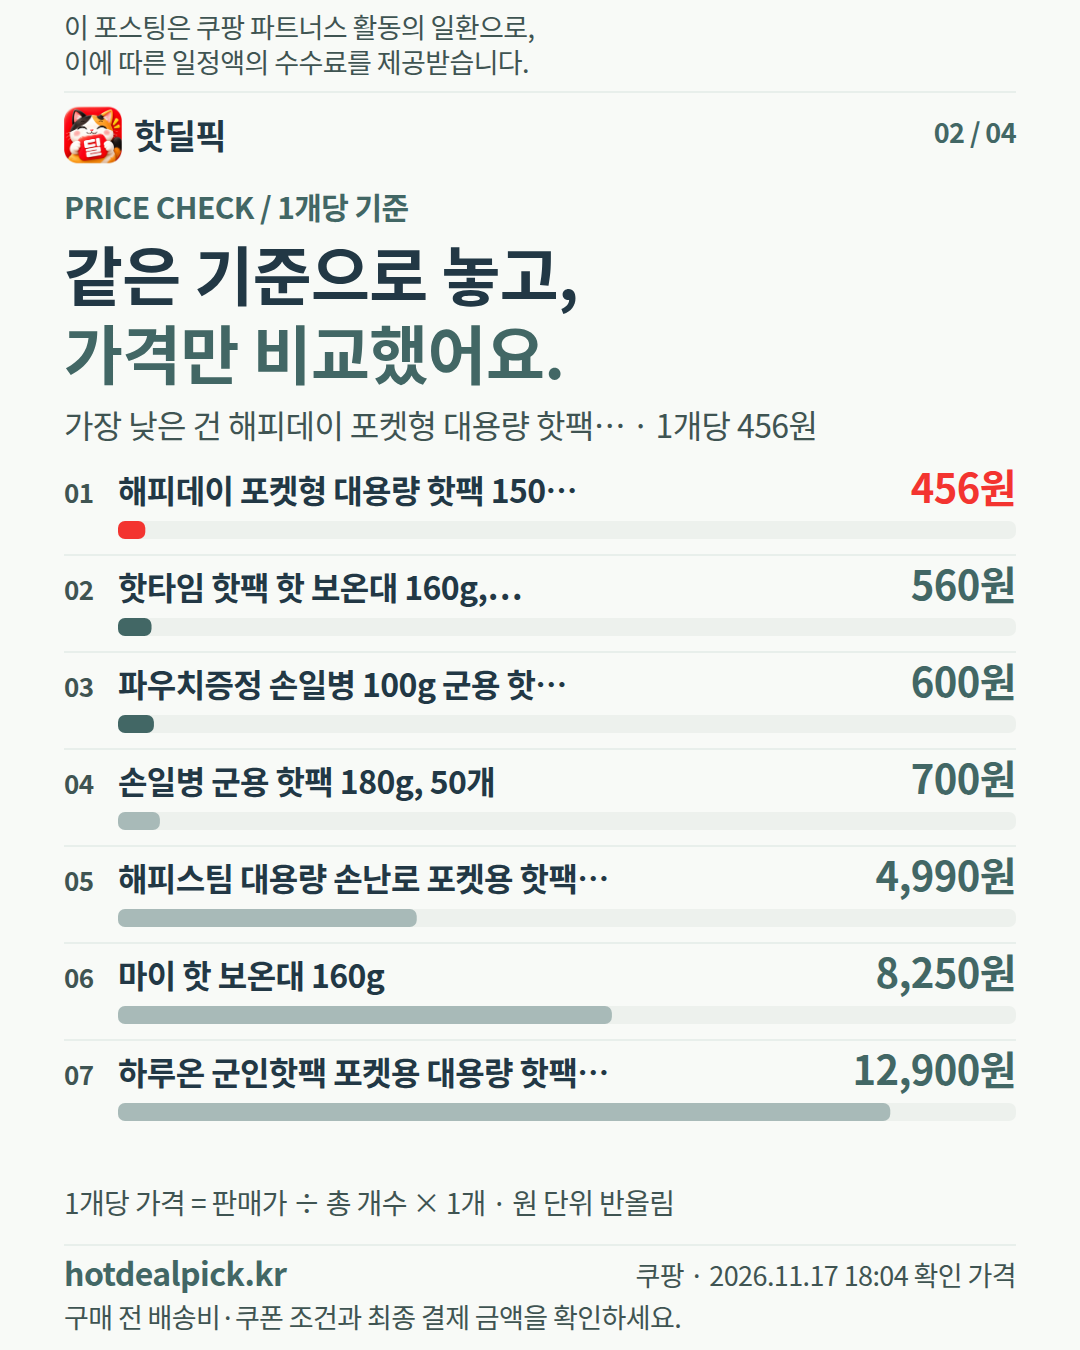 이 포스팅은 쿠팡 파트너스 활동의 일환으로,
이에 따른 일정액의 수수료를 제공받습니다.
딜
핫딜픽
02 / 04
PRICE CHECK / 1개당 기준
같은 기준으로 놓고,
가격만 비교했어요.
가장 낮은 건 해피데이 포켓형 대용량 핫팩… · 1개당 456원
01 해피데이 포켓형 대용량 핫팩 150… 456원
02 핫타임 핫팩 핫 보온대 160g,… 560원
03 파우치증정 손일병 100g 군용 핫… 600원
04 손일병 군용 핫팩 180g, 50개 700원
05 해피스팀 대용량 손난로 포켓용 핫팩… 4,990원
06 마이 핫 보온대 160g 8,250원
07 하루온 군인핫팩 포켓용 대용량 핫팩… 12,900원
1개당 가격 = 판매가 ÷ 총 개수 × 1개 · 원 단위 반올림
hotdealpick.kr
쿠팡 · 2026.11.17 18:04 확인 가격
구매 전 배송비·쿠폰 조건과 최종 결제 금액을 확인하세요.